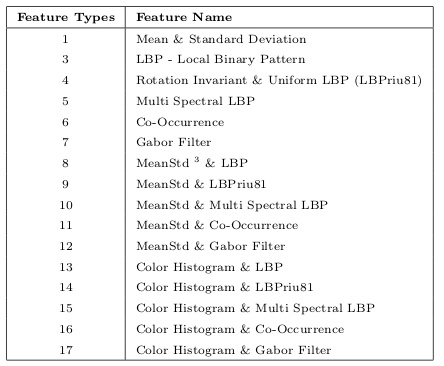 Feature Types Feature Name
1 Mean & Standard Deviation
3 LBP - Local Binary Pattern
4 Rotation Invariant & Uniform LBP (LBPriu81)
5 Multi Spectral LBP
6 Co-Occurrence
7 Gabor Filter
8 MeanStd ³ & LBP
9 MeanStd & LBPriu81
10 MeanStd & Multi Spectral LBP
11 MeanStd & Co-Occurrence
12 MeanStd & Gabor Filter
13 Color Histogram & LBP
14 Color Histogram & LBPriu81
15 Color Histogram & Multi Spectral LBP
16 Color Histogram & Co-Occurrence
17 Color Histogram & Gabor Filter